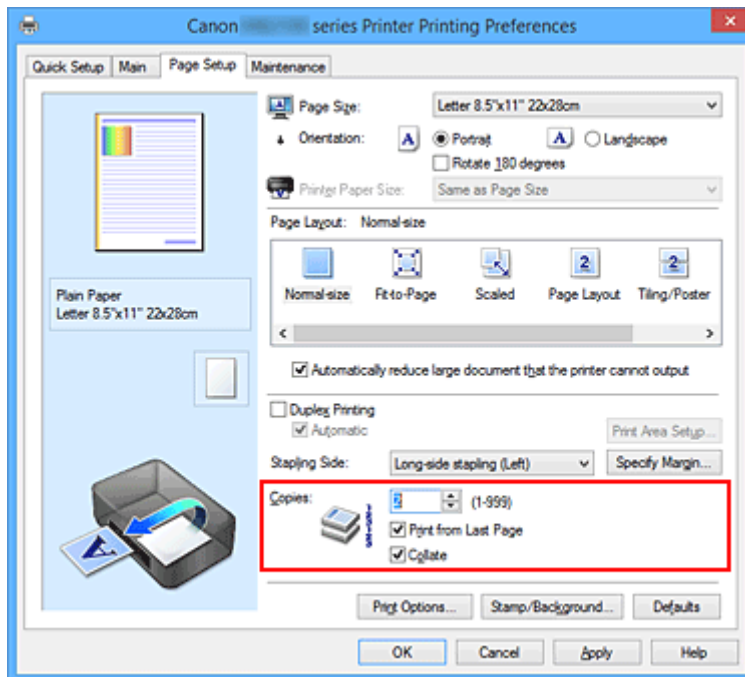 Canon series Printer Printing Preferences
Quick Setup Main Page Setup Maintenance
Page Size: Letter 8.5"x11" 22x28cm
Orientation: A Portrait A Landscape
Rotate 180 degrees
Printer Paper Size: Same as Page Size
Page Layout: Normal-size
Normal-size Fit-to-Page Scaled Page Layout Tiling/Poster
Plain Paper
Letter 8.5"x11" 22x28cm
Automatically reduce large document that the printer cannot output
Duplex Printing
Automatic Print Area Setup...
Stapling Side: Long-side stapling (Left) Specify Margin...
Copies: 2 (1-999)
Print from Last Page
Collate
Print Options... Stamp/Background... Defaults
OK Cancel Apply Help